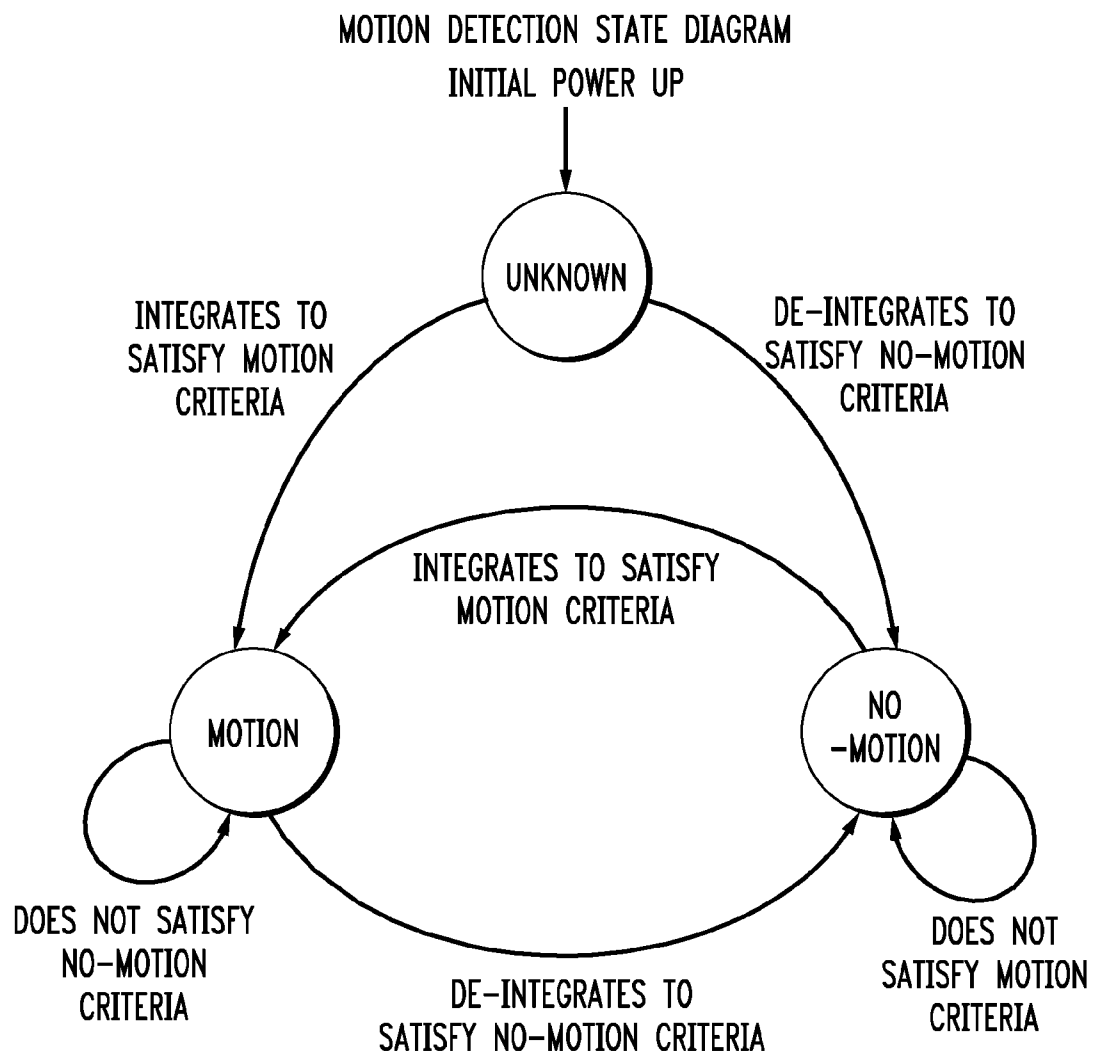 MOTION DETECTION STATE DIAGRAM
INITIAL POWER UP
UNKNOWN
INTEGRATES TO
SATISFY MOTION
CRITERIA
DE-INTEGRATES TO
SATISFY NO-MOTION
CRITERIA
INTEGRATES TO SATISFY
MOTION CRITERIA
MOTION
NO
-MOTION
DOES NOT SATISFY
NO-MOTION
CRITERIA
DE-INTEGRATES TO
SATISFY NO-MOTION CRITERIA
DOES NOT
SATISFY MOTION
CRITERIA